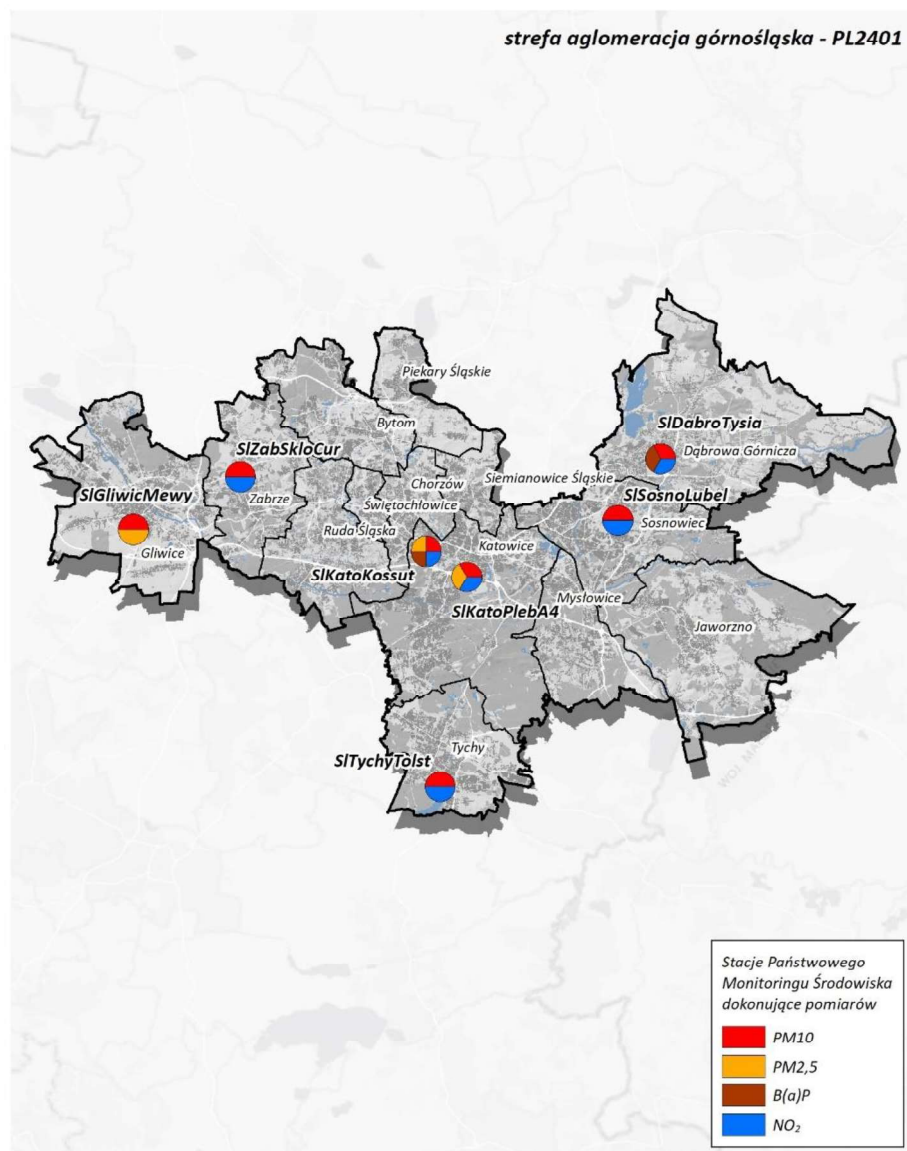 strefa aglomeracja górnośląska - PL2401
Piekary Śląskie
Bytom
SlDabroTysia
SlZabSkloCur
Dąbrowa Górnicza
Chorzów
Siemianowice Śląskie
SlGliwicMewy
Zabrze
Świętochłowice
SlSosnoLubel
Sosnowiec
Ruda Śląska
Katowice
Gliwice
SlKatoKossut
Mysłowice
SlKatoPlebA4
Jaworzno
Tychy
SlTychyTolst
Stacje Państwowego
Monitoringu Środowiska
dokonujące pomiarów
PM10
PM2,5
B(a)P
NO₂